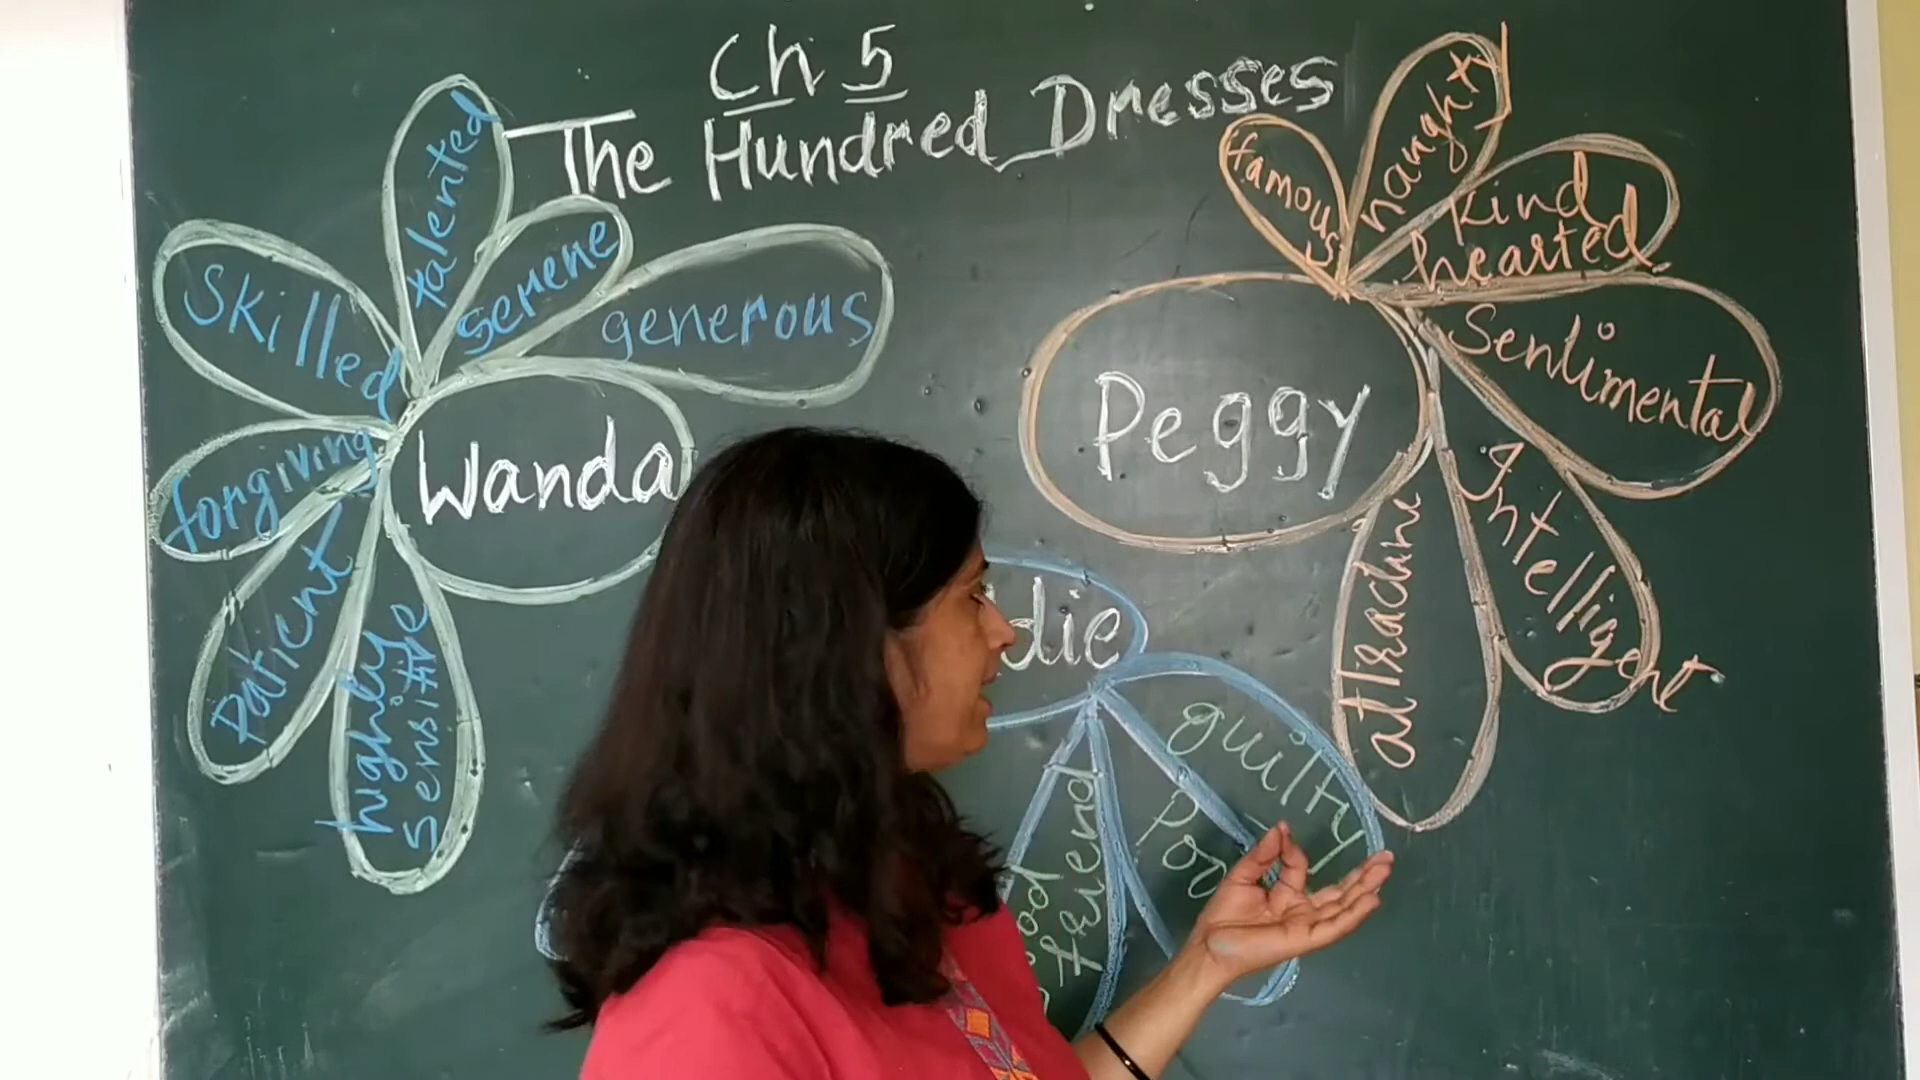 Ch 5
The Hundred Dresses
talented
serene
generous
Skilled
forgiving
Patient
highly
sensitive
Wanda
famous
naughty
kind
hearted
Sentimental
Intelligent
attractive
Peggy
die
guilty
friend